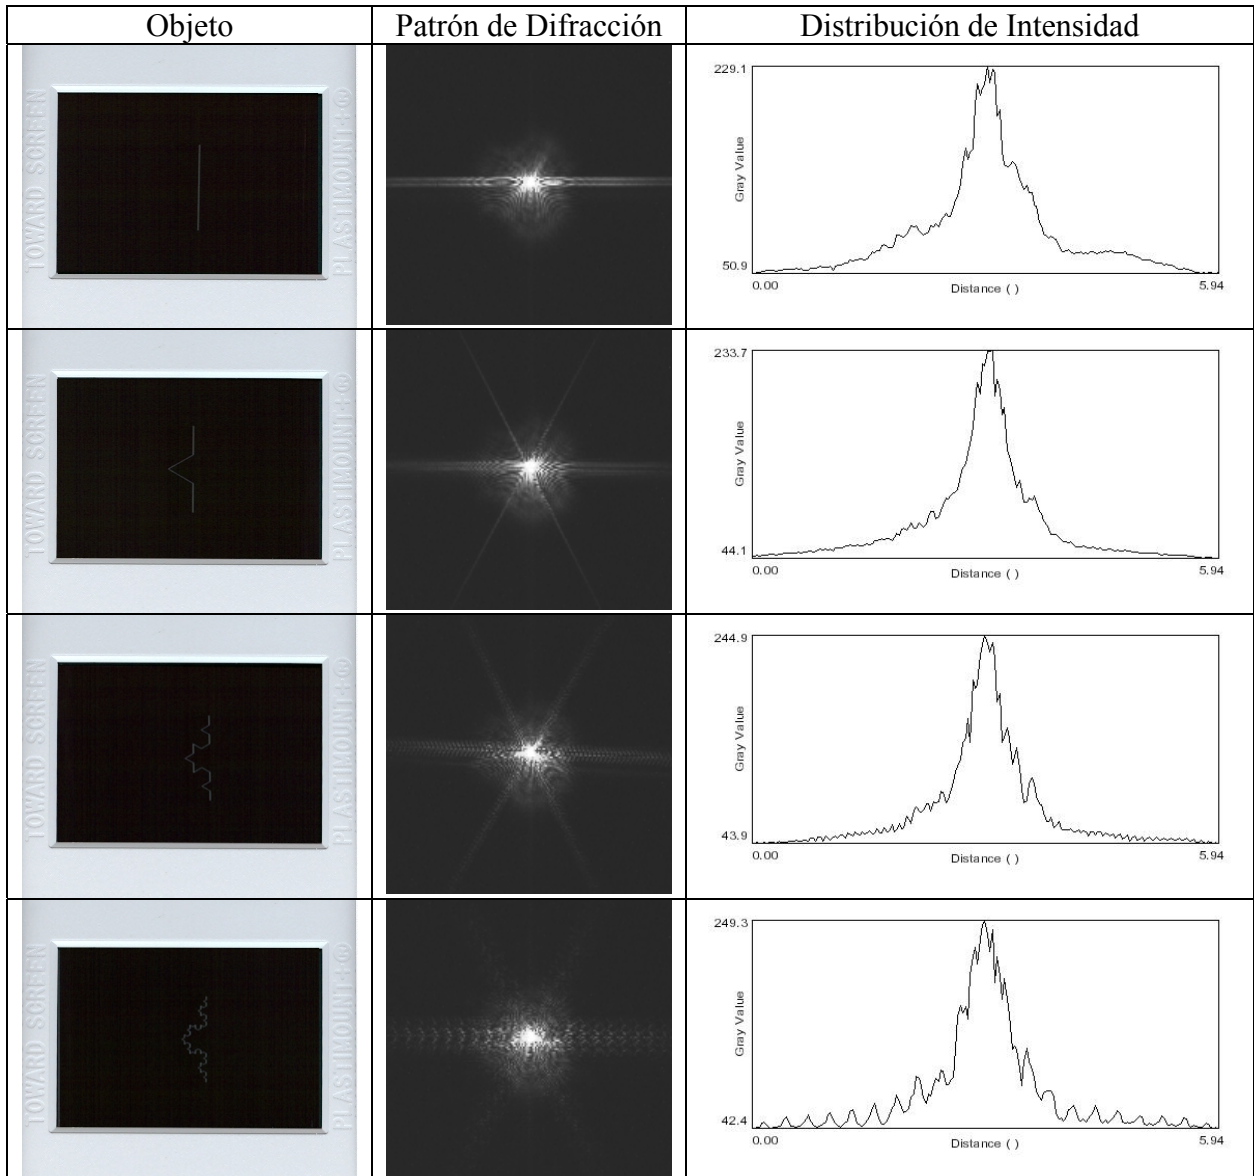 Objeto Patrón de Difracción Distribución de Intensidad
TOWARD SCREEN
PLASTIMOUNT
229.1
Gray Value
50.9
0.00 Distance ( ) 5.94
TOWARD SCREEN
PLASTIMOUNT
233.7
Gray Value
44.1
0.00 Distance ( ) 5.94
TOWARD SCREEN
PLASTIMOUNT
244.9
Gray Value
43.9
0.00 Distance ( ) 5.94
TOWARD SCREEN
PLASTIMOUNT
249.3
Gray Value
42.4
0.00 Distance ( ) 5.94